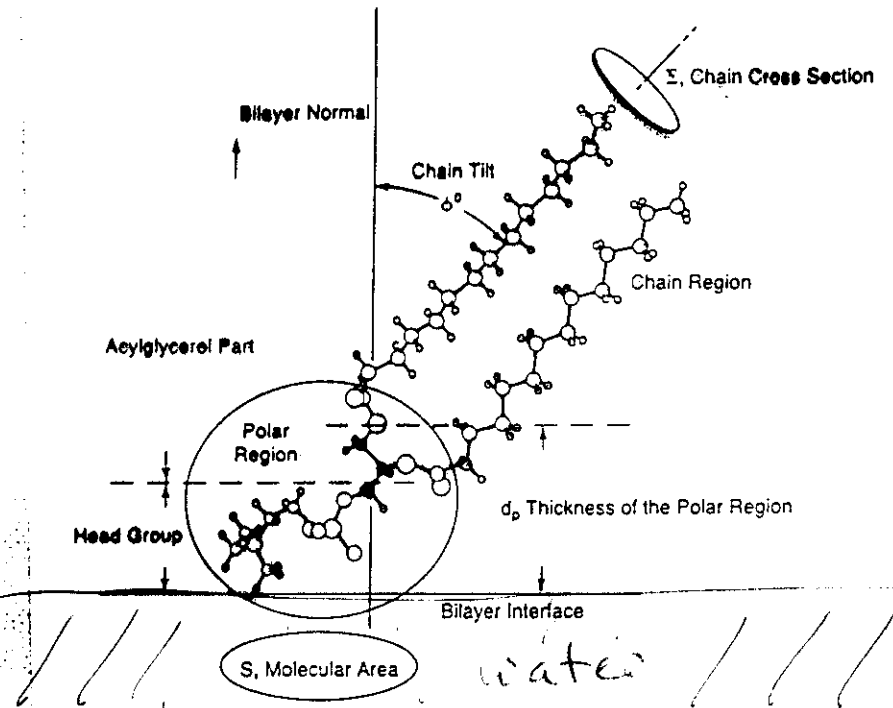 Σ, Chain Cross Section
Bilayer Normal
Chain Tilt
ϕ°
Chain Region
Acylglycerol Part
Polar
Region
dp Thickness of the Polar Region
Head Group
Bilayer Interface
S, Molecular Area
water